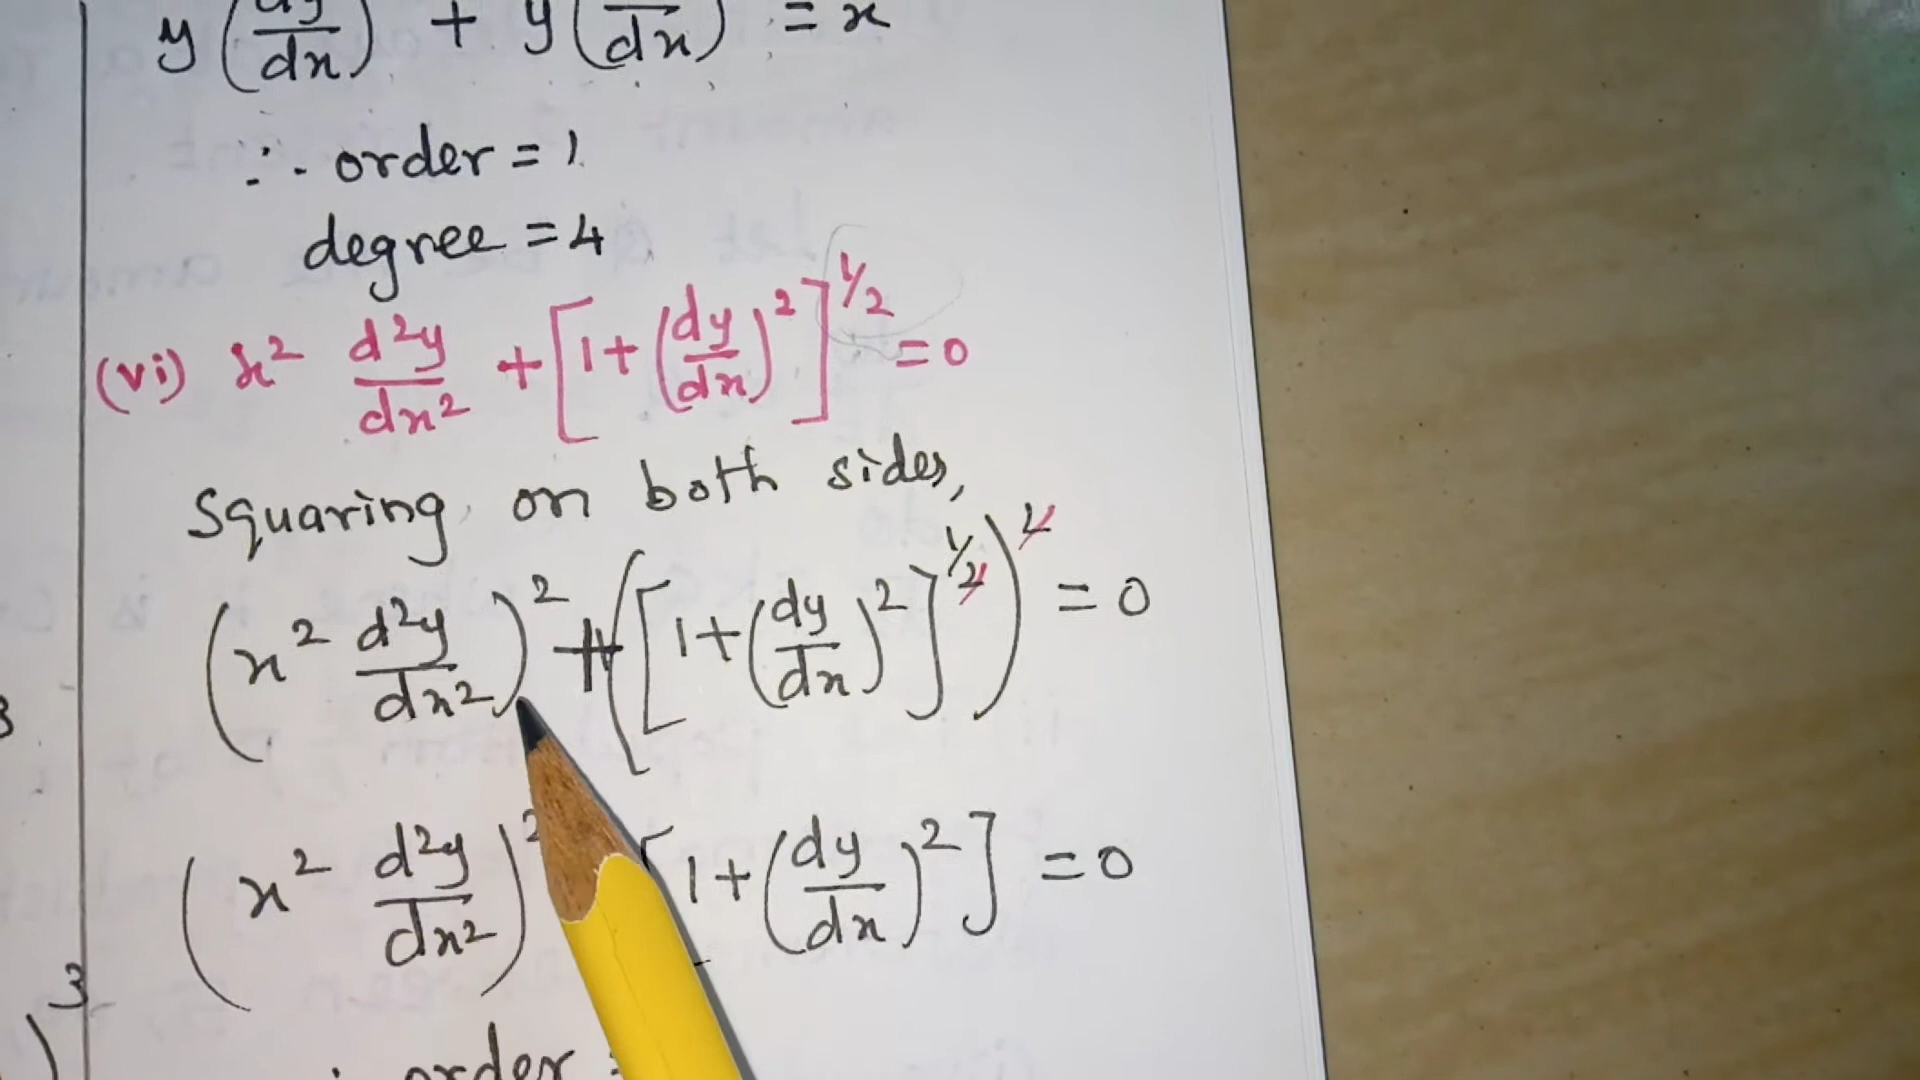 y(dy/dx) + y( /dx) = x
∴ order = 1
degree = 4
(vi) x² d²y/dx² + [1+(dy/dx)²]^1/2 = 0
Squaring on both sides,
(x² d²y/dx²)² + ([1+(dy/dx)²]^1/2)² = 0
(x² d²y/dx²)² [1+(dy/dx)²] = 0
order